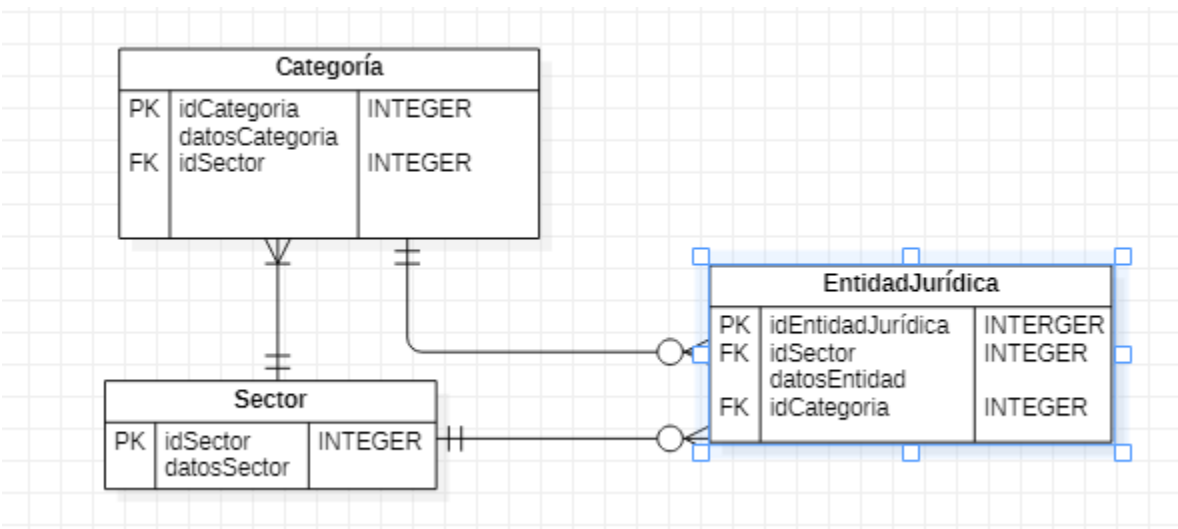 Categoría
PK idCategoria INTEGER
datosCategoria
FK idSector INTEGER
EntidadJurídica
PK idEntidadJurídica INTERGER
FK idSector INTEGER
datosEntidad
FK idCategoria INTEGER
Sector
PK idSector INTEGER
datosSector